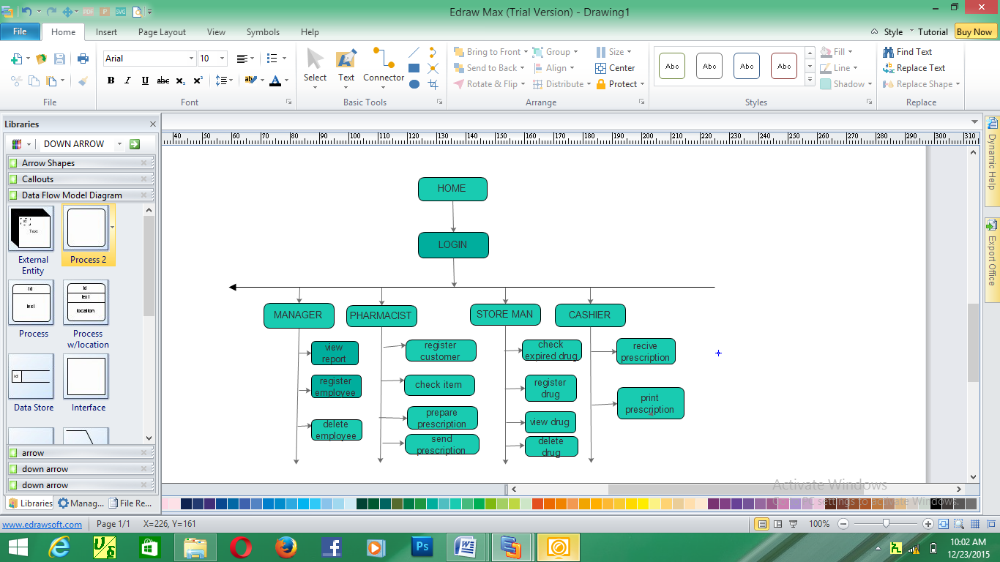 Edraw Max (Trial Version) - Drawing1
File Home Insert Page Layout View Symbols Help Style Tutorial Buy Now
Arial 10
Select Text Connector
Bring to Front Group Size
Send to Back Align Center
Rotate & Flip Distribute Protect
Abc Abc Abc Abc
Fill
Line
Shadow
Find Text
Replace Text
Replace Shape
B I U abc x₂ x² ab A
File Font Basic Tools Arrange Styles Replace
Libraries
DOWN ARROW
Arrow Shapes
Callouts
Data Flow Model Diagram
Id
Text
External
Entity
Process 2
Id
text
Process
Id
text
location
Process
w/location
id
Data Store
Interface
arrow
down arrow
down arrow
Libraries Manag... File Re...
40 50 60 70 80 90 100 110 120 130 140 150 160 170 180 190 200 210 220 230 240 250 260 270 280 290 300 310
HOME
LOGIN
MANAGER PHARMACIST STORE MAN CASHIER
view
report
register
employee
delete
employee
register
customer
check item
prepare
prescription
send
prescription
check
expired drug
register
drug
view drug
delete
drug
recive
prescription
print
prescription
Dynamic Help
Export Office
Activate Windows
Go to PC settings to activate Windows.
www.edrawsoft.com Page 1/1 X=226, Y=161 100%
10:02 AM
12/23/2015